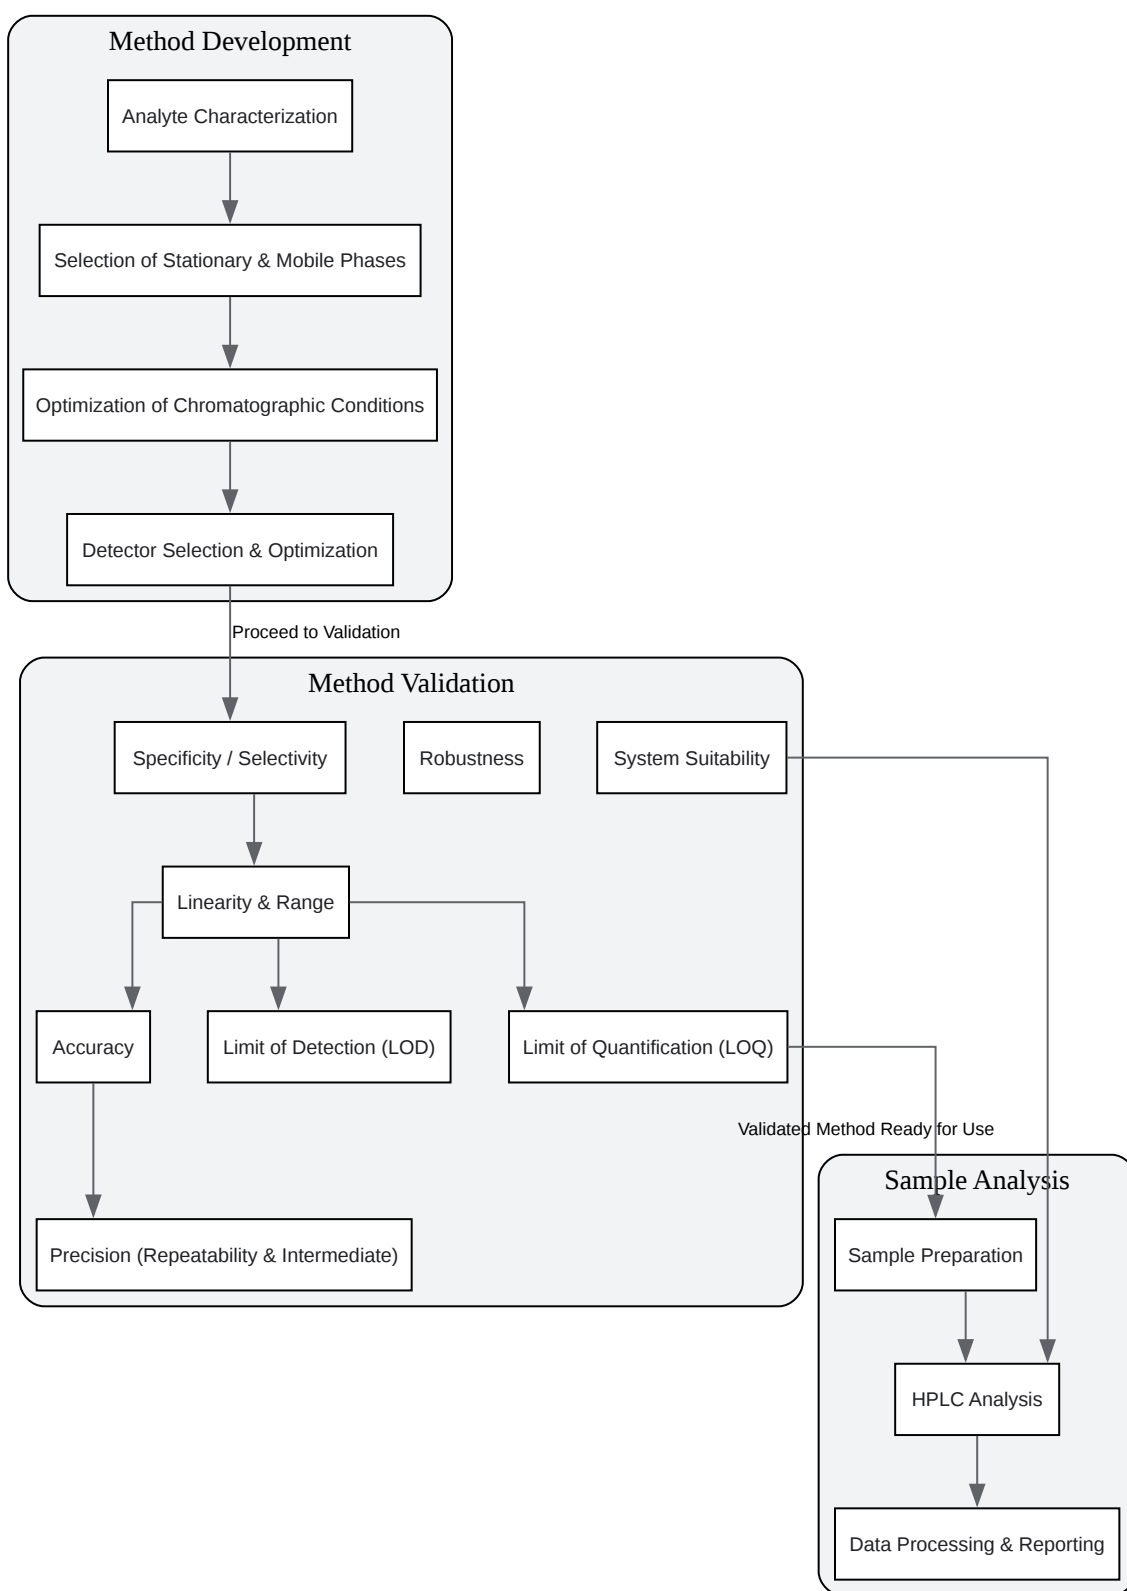 Method Development
Analyte Characterization
Selection of Stationary & Mobile Phases
Optimization of Chromatographic Conditions
Detector Selection & Optimization
Proceed to Validation
Method Validation
Specificity / Selectivity
Robustness
System Suitability
Linearity & Range
Accuracy
Limit of Detection (LOD)
Limit of Quantification (LOQ)
Validated Method Ready for Use
Sample Analysis
Precision (Repeatability & Intermediate)
Sample Preparation
HPLC Analysis
Data Processing & Reporting